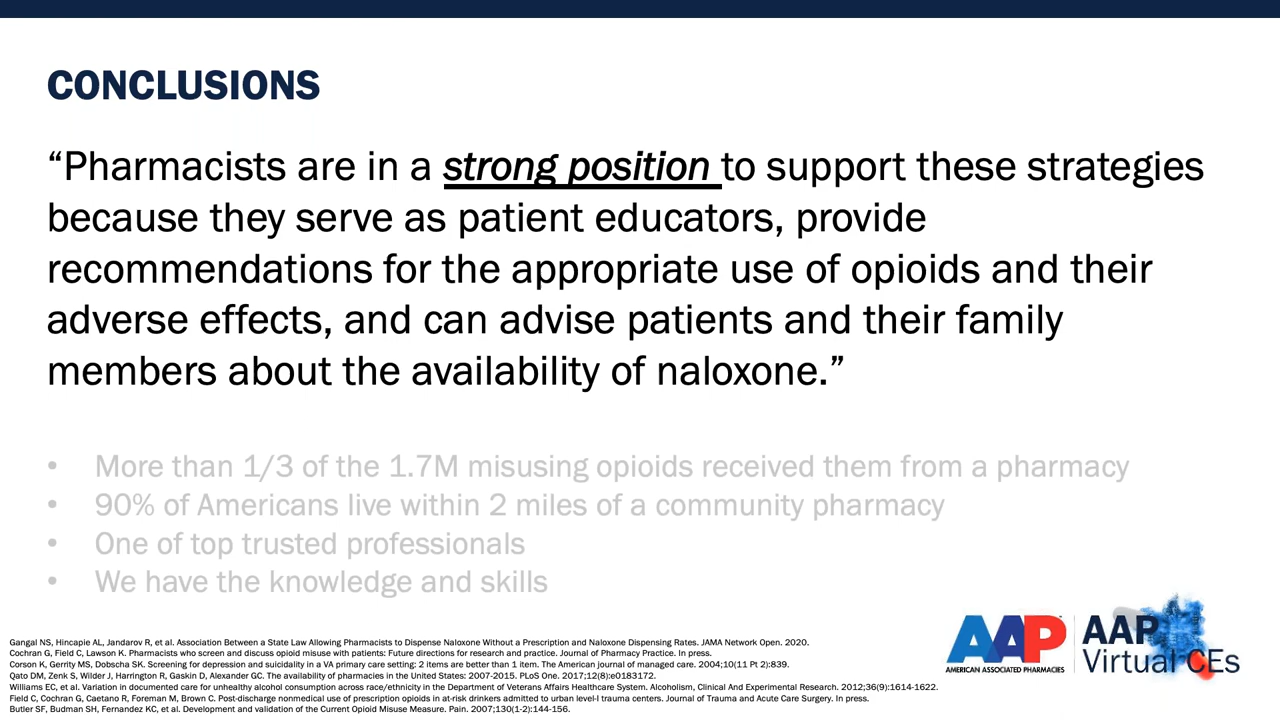 CONCLUSIONS
“Pharmacists are in a strong position to support these strategies
because they serve as patient educators, provide
recommendations for the appropriate use of opioids and their
adverse effects, and can advise patients and their family
members about the availability of naloxone.”
• More than 1/3 of the 1.7M misusing opioids received them from a pharmacy
• 90% of Americans live within 2 miles of a community pharmacy
• One of top trusted professionals
• We have the knowledge and skills
Gangal NS, Hincapie AL, Jandarov R, et al. Association Between a State Law Allowing Pharmacists to Dispense Naloxone Without a Prescription and Naloxone Dispensing Rates. JAMA Network Open. 2020.
Cochran G, Field C, Lawson K. Pharmacists who screen and discuss opioid misuse with patients: Future directions for research and practice. Journal of Pharmacy Practice. In press.
Corson K, Gerrity MS, Dobscha SK. Screening for depression and suicidality in a VA primary care setting: 2 items are better than 1 item. The American journal of managed care. 2004;10(11 Pt 2):839.
Qato DM, Zenk S, Wilder J, Harrington R, Gaskin D, Alexander GC. The availability of pharmacies in the United States: 2007-2015. PLoS One. 2017;12(8):e0183172.
Williams EC, et al. Variation in documented care for unhealthy alcohol consumption across race/ethnicity in the Department of Veterans Affairs Healthcare System. Alcoholism, Clinical And Experimental Research. 2012;36(9):1614-1622.
Field C, Cochran G, Caetano R, Foreman M, Brown C. Post-discharge nonmedical use of prescription opioids in at-risk drinkers admitted to urban level-I trauma centers. Journal of Trauma and Acute Care Surgery. In press.
Butler SF, Budman SH, Fernandez KC, et al. Development and validation of the Current Opioid Misuse Measure. Pain. 2007;130(1-2):144-156.
AAP
AMERICAN ASSOCIATED PHARMACIES
AAP
Virtual CEs